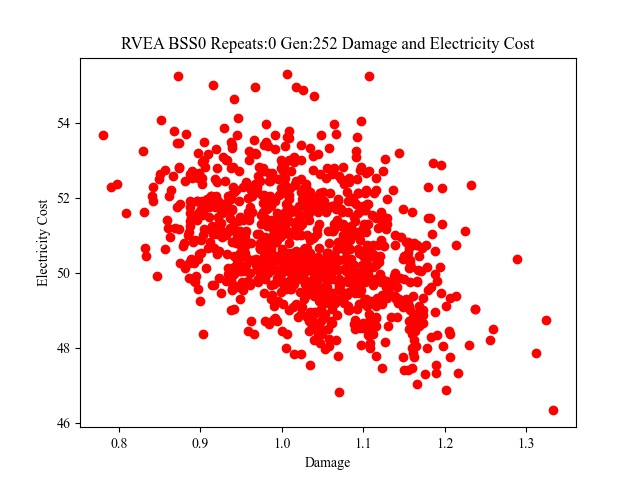 RVEA BSS0 Repeats:0 Gen:252 Damage and Electricity Cost
Electricity Cost
54
52
50
48
46
0.8 0.9 1.0 1.1 1.2 1.3
Damage